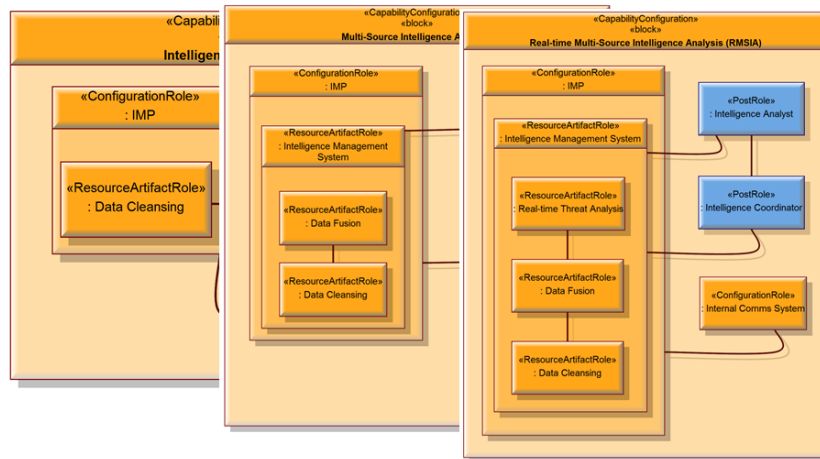 «Capa
Intelligen
«ConfigurationRole»
: IMP
«ResourceArtifactRole»
: Data Cleansing
«CapabilityConfiguration»
«block»
Multi-Source Intelligence A
«ConfigurationRole»
: IMP
«ResourceArtifactRole»
: Intelligence Management
System
«ResourceArtifactRole»
: Data Fusion
«ResourceArtifactRole»
: Data Cleansing
«CapabilityConfiguration»
«block»
Real-time Multi-Source Intelligence Analysis (RMSIA)
«ConfigurationRole»
: IMP
«ResourceArtifactRole»
: Intelligence Management System
«ResourceArtifactRole»
: Real-time Threat Analysis
«ResourceArtifactRole»
: Data Fusion
«ResourceArtifactRole»
: Data Cleansing
«PostRole»
: Intelligence Analyst
«PostRole»
: Intelligence Coordinator
«ConfigurationRole»
: Internal Comms System